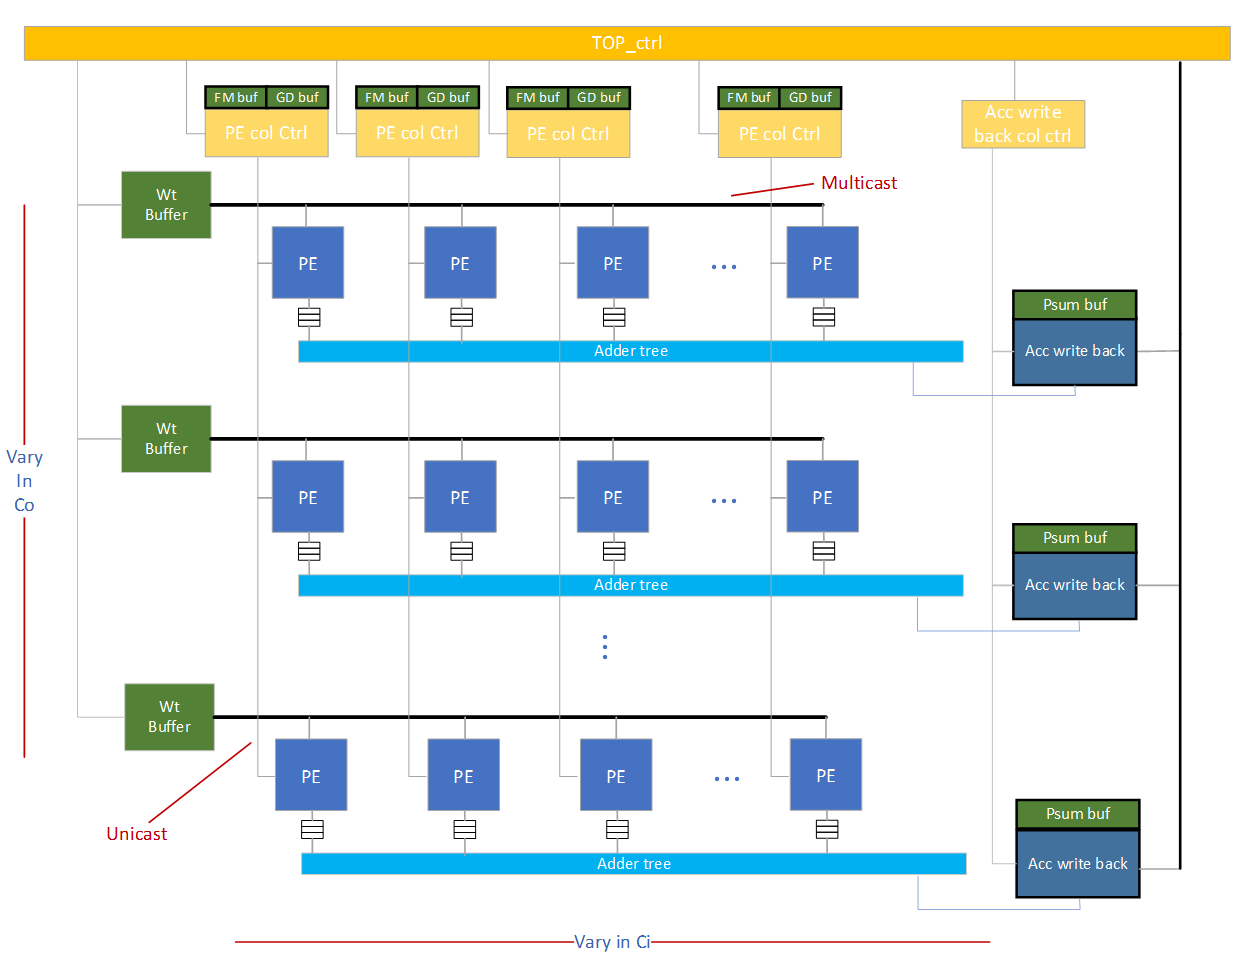 TOP_ctrl
FM buf
GD buf
FM buf
GD buf
FM buf
GD buf
FM buf
GD buf
PE col Ctrl
PE col Ctrl
PE col Ctrl
PE col Ctrl
Acc write
back col ctrl
Multicast
Wt
Buffer
PE
PE
PE
...
PE
Psum buf
Acc write back
Adder tree
Wt
Buffer
Vary
In
Co
PE
PE
PE
...
PE
Psum buf
Acc write back
Adder tree
Wt
Buffer
PE
PE
PE
...
PE
Unicast
Psum buf
Acc write back
Adder tree
Vary in Ci